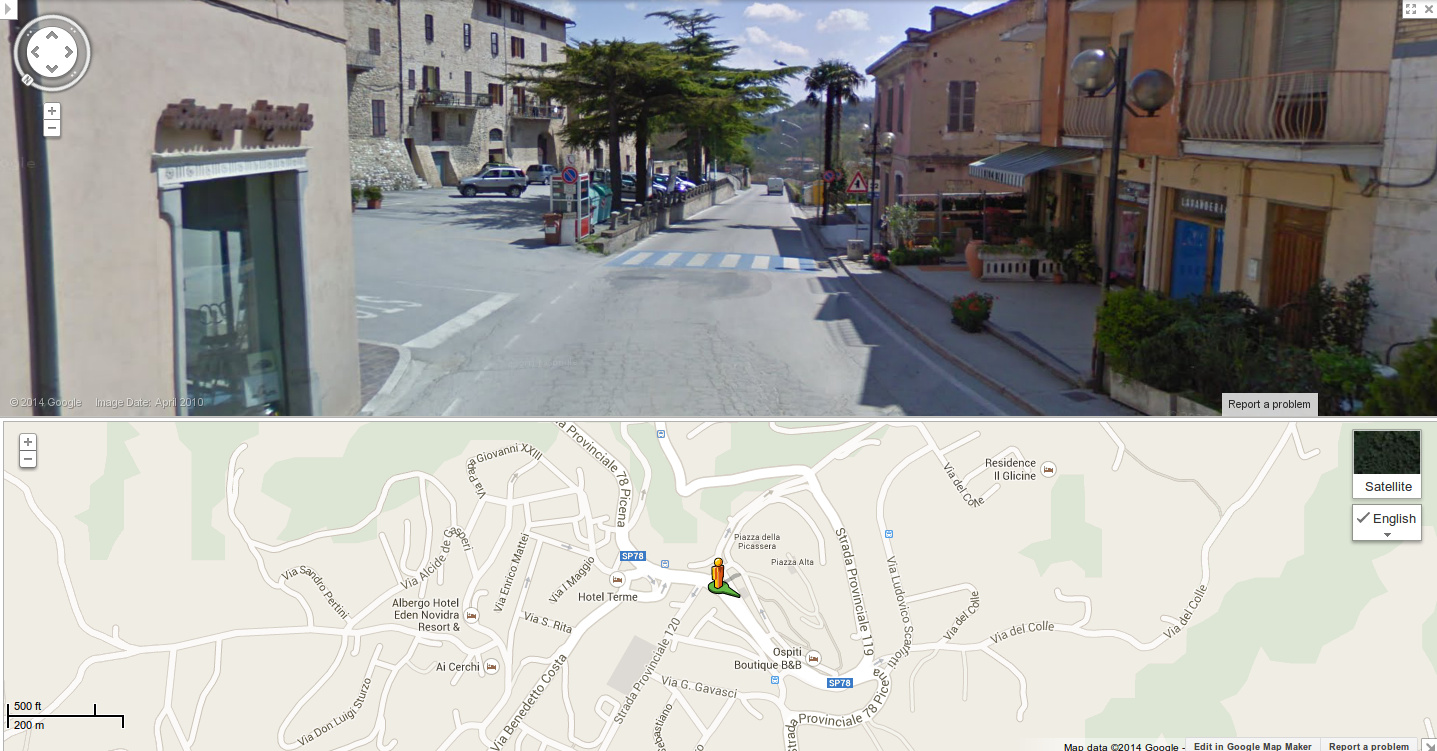 LAVANDERIA
© 2014 Google
Image Date: April 2010
Report a problem
Via Papa Giovanni XXIII
Strada Provinciale 78 Picena
Residence
Il Glicine
Via del Colle
Satellite
English
Piazza della
Picassera
Piazza Alta
SP78
Via Alcide de Gasperi
Via Enrico Mattei
Via I Maggio
Hotel Terme
Via Sandro Pertini
Albergo Hotel
Eden Novidra
Resort &
Via S. Rita
Strada Provinciale 119
Via Ludovico Scarfiotti
Via del Colle
Via del Colle
Via del Colle
Ai Cerchi
Strada Provinciale 120
Ospiti
Boutique B&B
SP78
Via G. Gavasci
Via Don Luigi Sturzo
Via Benedetto Costa
Strada Provinciale 78 Picena
500 ft
200 m
Map data ©2014 Google -
Edit in Google Map Maker
Report a problem